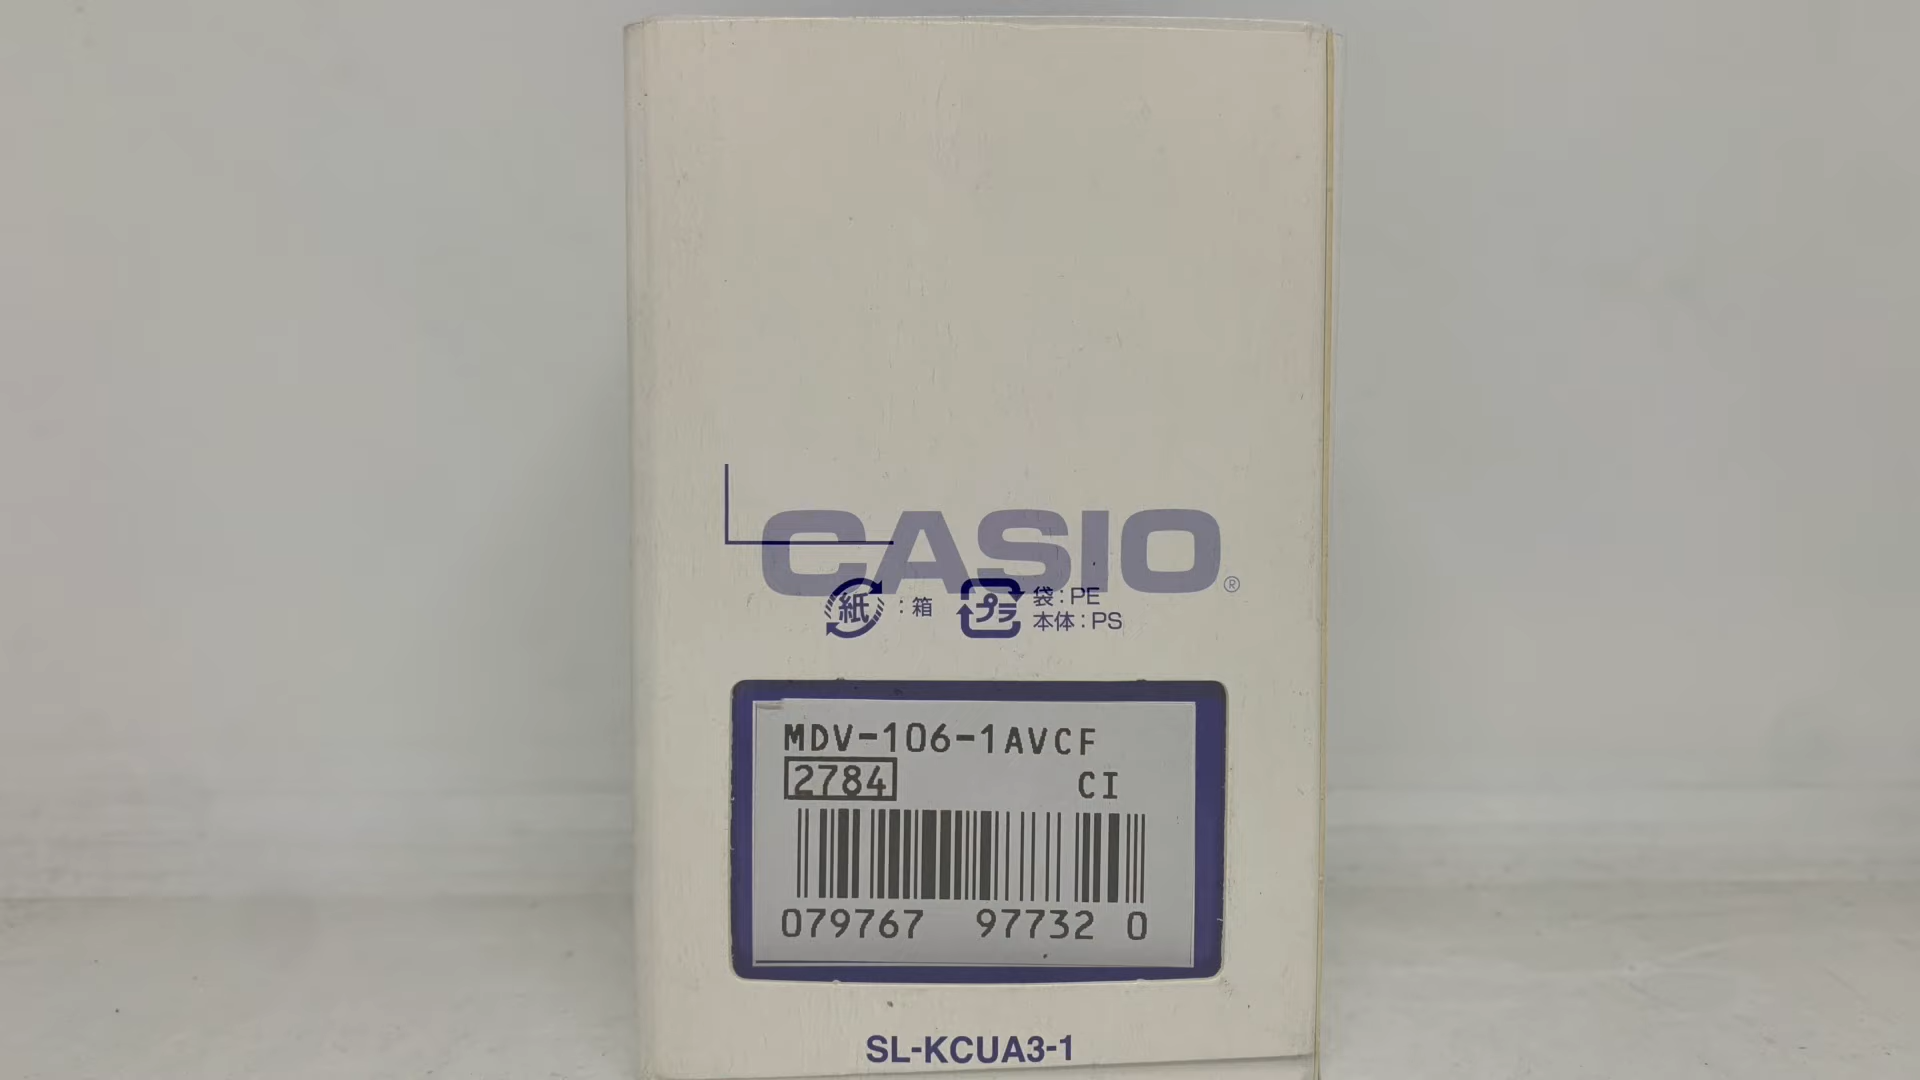 CASIO®
紙 : 箱
プラ 袋 : PE
本体 : PS
MDV-106-1AVCF
2784 CI
079767 97732 0
SL-KCUA3-1